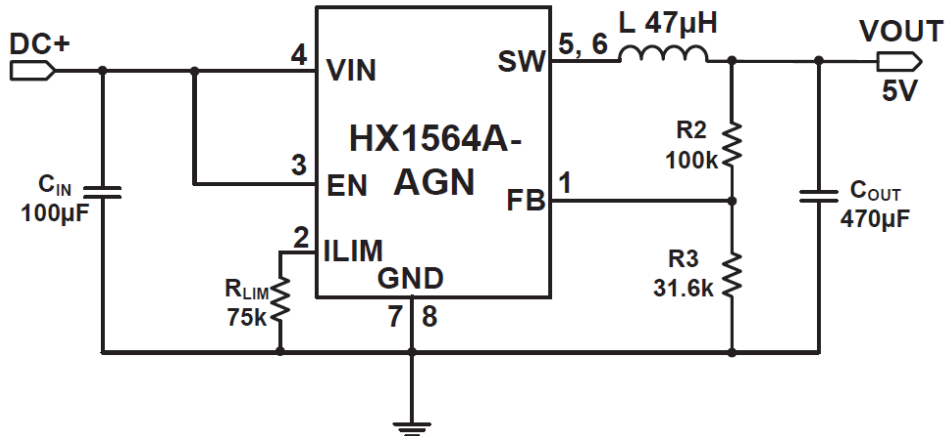 DC+
4
VIN
3
EN
2
ILIM
HX1564A-
AGN
GND
7 8
SW
5, 6
L 47µH
FB
1
VOUT
5V
R2
100k
R3
31.6k
CIN
100µF
RLIM
75k
COUT
470µF